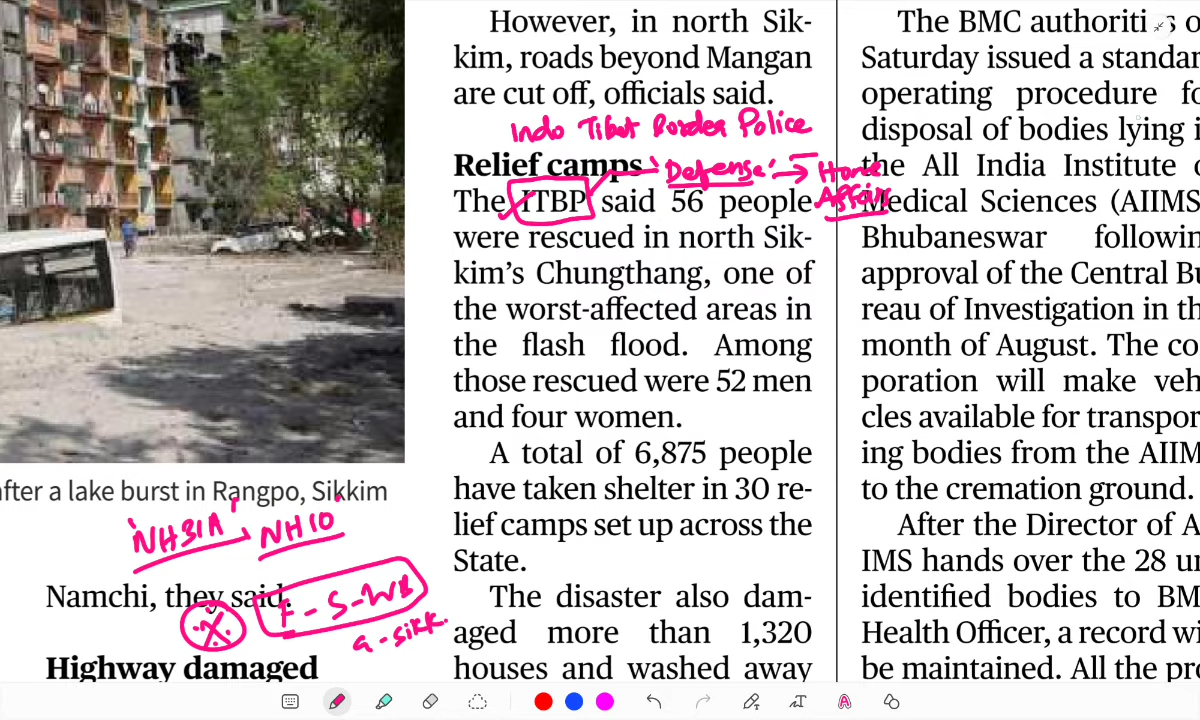 after a lake burst in Rangpo, Sikkim
'NH31A' NH10'
Namchi, they said.
X
F - S - WB
G - Sikk.
Highway damaged
However, in north Sik-
kim, roads beyond Mangan
are cut off, officials said.
Indo Tibet Border Police
Relief camps
'Defense' → Home
Affairs
The ITBP said 56 people
were rescued in north Sik-
kim's Chungthang, one of
the worst-affected areas in
the flash flood. Among
those rescued were 52 men
and four women.
A total of 6,875 people
have taken shelter in 30 re-
lief camps set up across the
State.
The disaster also dam-
aged more than 1,320
houses and washed away
The BMC authoriti s o
Saturday issued a standar
operating procedure fo
disposal of bodies lying i
the All India Institute o
Medical Sciences (AIIMS
Bhubaneswar followin
approval of the Central Bu
reau of Investigation in th
month of August. The co
poration will make veh
cles available for transpor
ing bodies from the AIIM
to the cremation ground.
After the Director of A
IMS hands over the 28 un
identified bodies to BM
Health Officer, a record wi
be maintained. All the pro